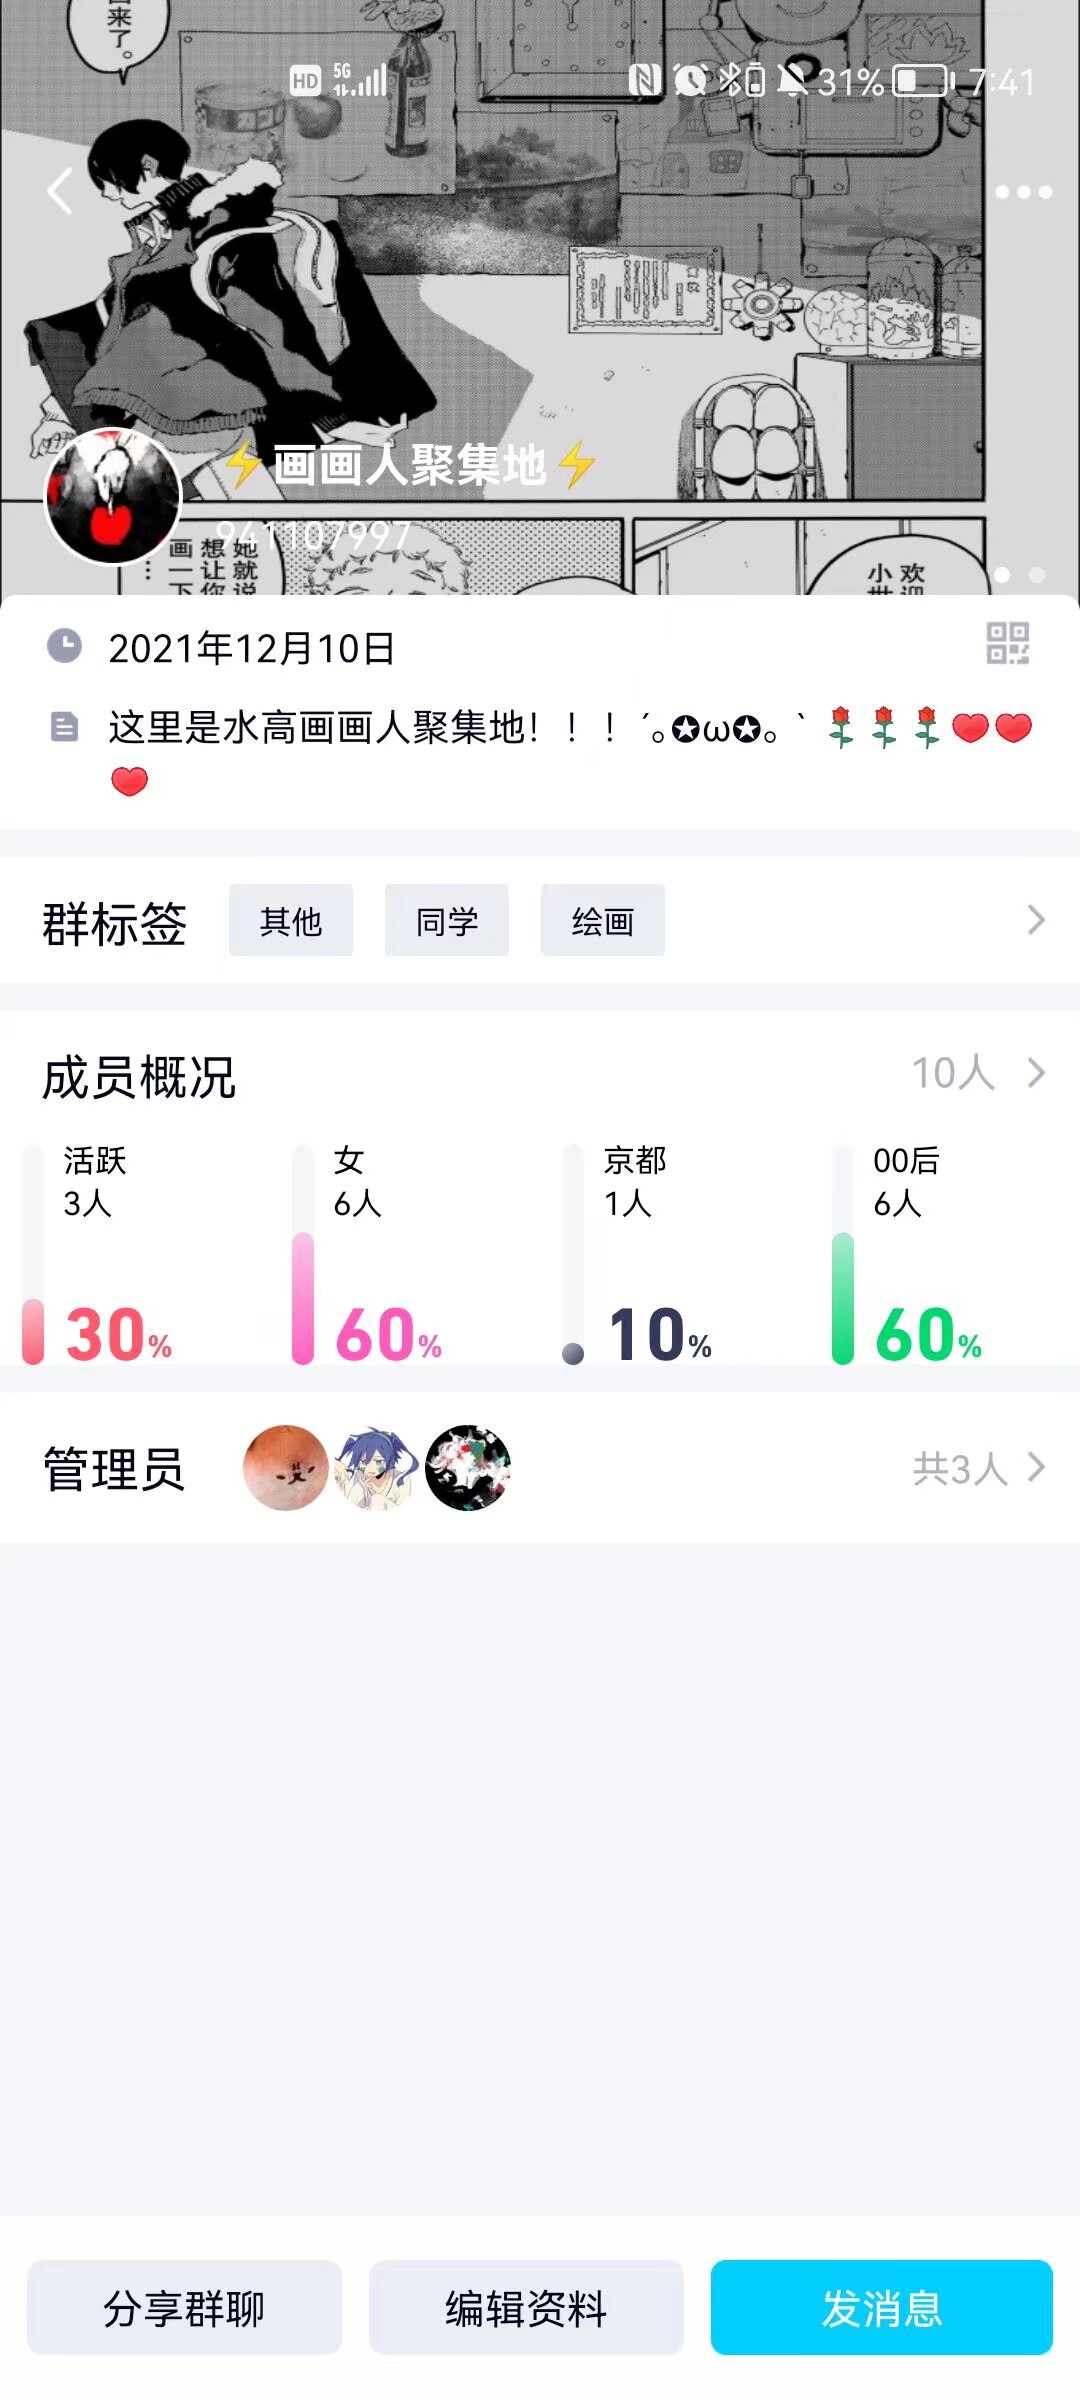 来了。
HD 5G 31% 7:41
⚡画画人聚集地⚡
941107997
她就说
想让你
画一下
……
欢迎
小世
2021年12月10日
这里是水高画画人聚集地！！！´｡✪ω✪｡｀🌹🌹🌹❤❤
❤
群标签 其他 同学 绘画
成员概况 10人
活跃 女 京都 00后
3人 6人 1人 6人
30% 60% 10% 60%
管理员 共3人
分享群聊 编辑资料 发消息